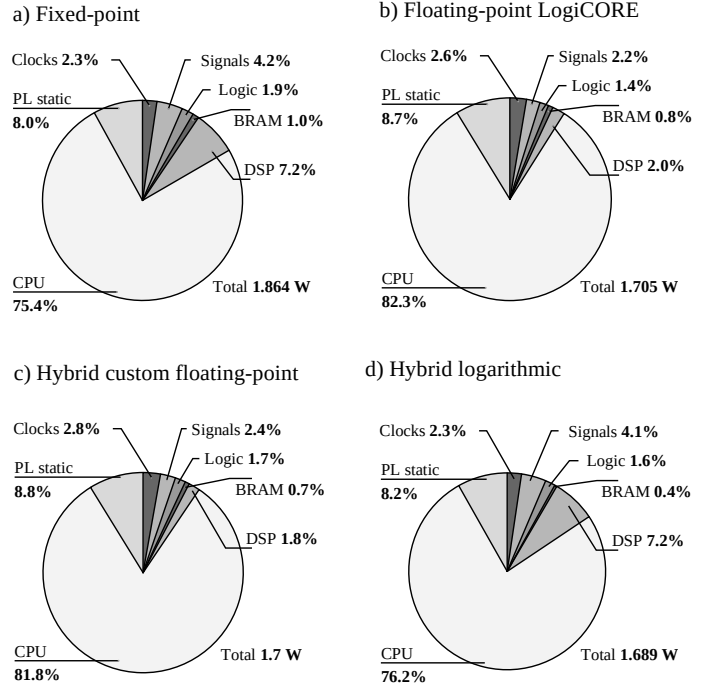 a) Fixed-point
Clocks 2.3%
Signals 4.2%
Logic 1.9%
PL static
8.0%
BRAM 1.0%
DSP 7.2%
CPU
75.4%
Total 1.864 W
b) Floating-point LogiCORE
Clocks 2.6%
Signals 2.2%
Logic 1.4%
PL static
8.7%
BRAM 0.8%
DSP 2.0%
CPU
82.3%
Total 1.705 W
c) Hybrid custom floating-point
Clocks 2.8%
Signals 2.4%
Logic 1.7%
PL static
8.8%
BRAM 0.7%
DSP 1.8%
CPU
81.8%
Total 1.7 W
d) Hybrid logarithmic
Clocks 2.3%
Signals 4.1%
Logic 1.6%
PL static
8.2%
BRAM 0.4%
DSP 7.2%
CPU
76.2%
Total 1.689 W